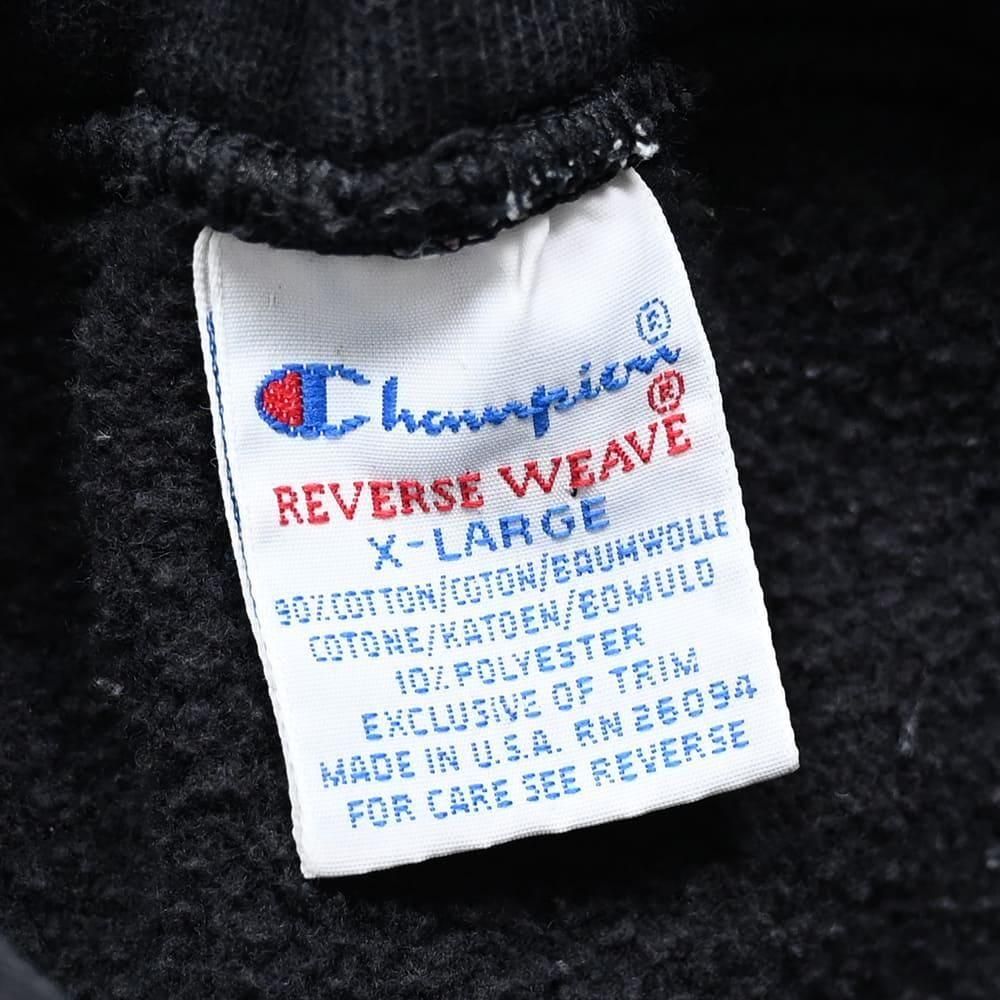 Champion®
REVERSE WEAVE®
X-LARGE
90%COTTON/COTON/BAUMWOLLE
COTONE/KATOEN/BOMULD
10% POLYESTER
EXCLUSIVE OF TRIM
MADE IN U.S.A. RN 26094
FOR CARE SEE REVERSE